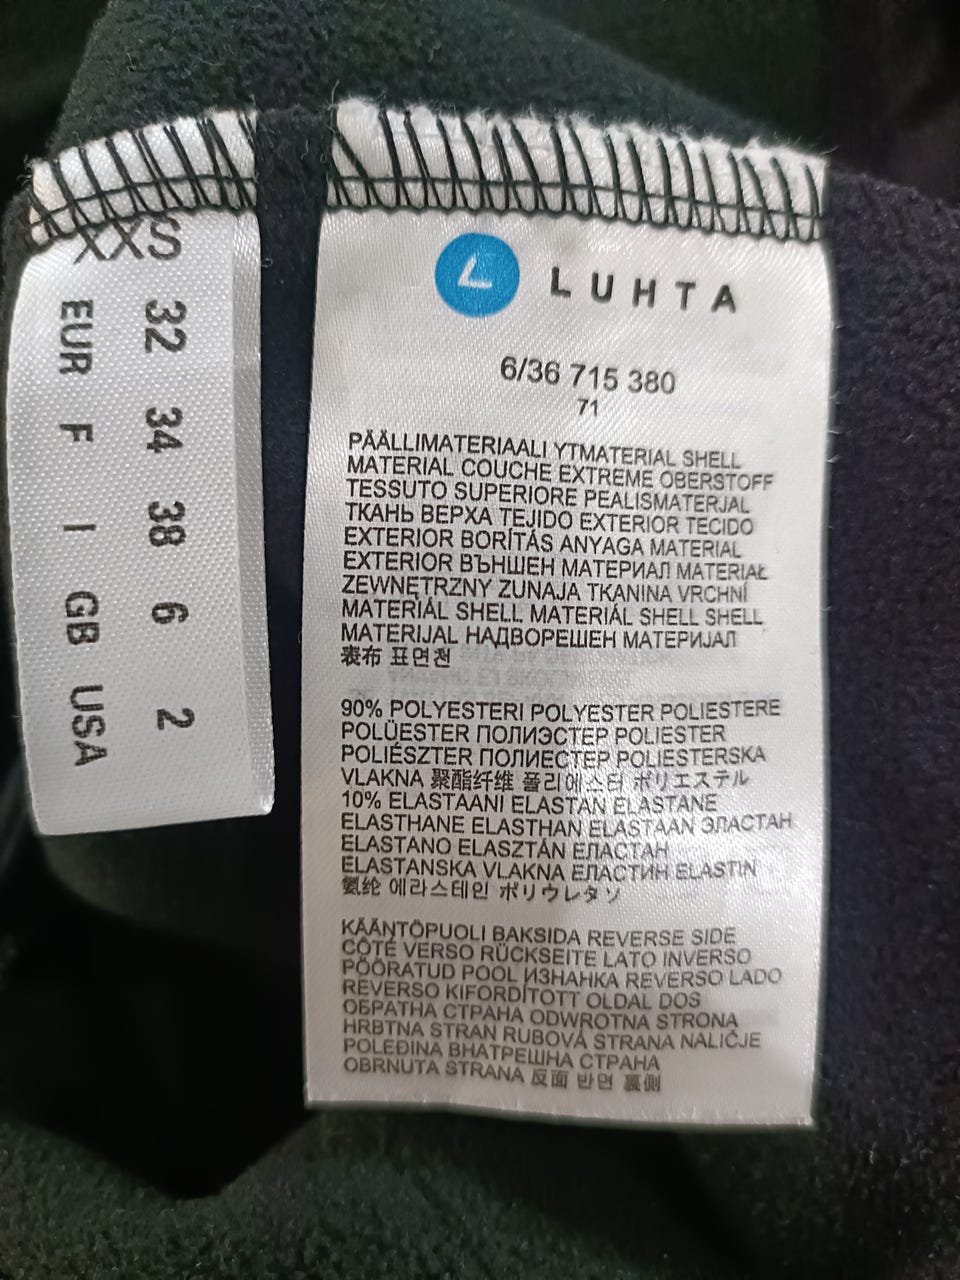 XXS
EUR 32
F 34
I 38
GB 6
USA 2
LUHTA
6/36 715 380
71
PÄÄLLIMATERIAALI YTMATERIAL SHELL
MATERIAL COUCHE EXTREME OBERSTOFF
TESSUTO SUPERIORE PEALISMATERJAL
ТКАНЬ ВЕРХА TEJIDO EXTERIOR TECIDO
EXTERIOR BORÍTÁS ANYAGA MATERIAL
EXTERIOR ВЪНШЕН МАТЕРИАЛ MATERIAŁ
ZEWNĘTRZNY ZUNAJA TKANINA VRCHNÍ
MATERIÁL SHELL MATERIÁL SHELL SHELL
MATERIJAL НАДВОРЕШЕН МАТЕРИЈАЛ
表布 표면천
90% POLYESTERI POLYESTER POLIESTERE
POLÜESTER ПОЛИЭСТЕР POLIESTER
POLIÉSZTER ПОЛИЕСТЕР POLIESTERSKA
VLAKNA 聚酯纤维 폴리에스터 ポリエステル
10% ELASTAANI ELASTAN ELASTANE
ELASTHANE ELASTHAN ELASTAAN ЭЛАСТАН
ELASTANO ELASZTÁN ЕЛАСТАН
ELASTANSKA VLAKNA ЕЛАСТИН ELASTIN
氨纶 에라스테인 ポリウレタソ
KÄÄNTÖPUOLI BAKSIDA REVERSE SIDE
CÔTÉ VERSO RÜCKSEITE LATO INVERSO
PÖÖRATUD POOL ИЗНАНКА REVERSO LADO
REVERSO KIFORDÍTOTT OLDAL DOS
ОБРАТНА СТРАНА ODWROTNA STRONA
HRBTNA STRAN RUBOVÁ STRANA NALIČJE
POLEĐINA ВНАТРЕШНА СТРАНА
OBRNUTA STRANA 反面 반면 裏側